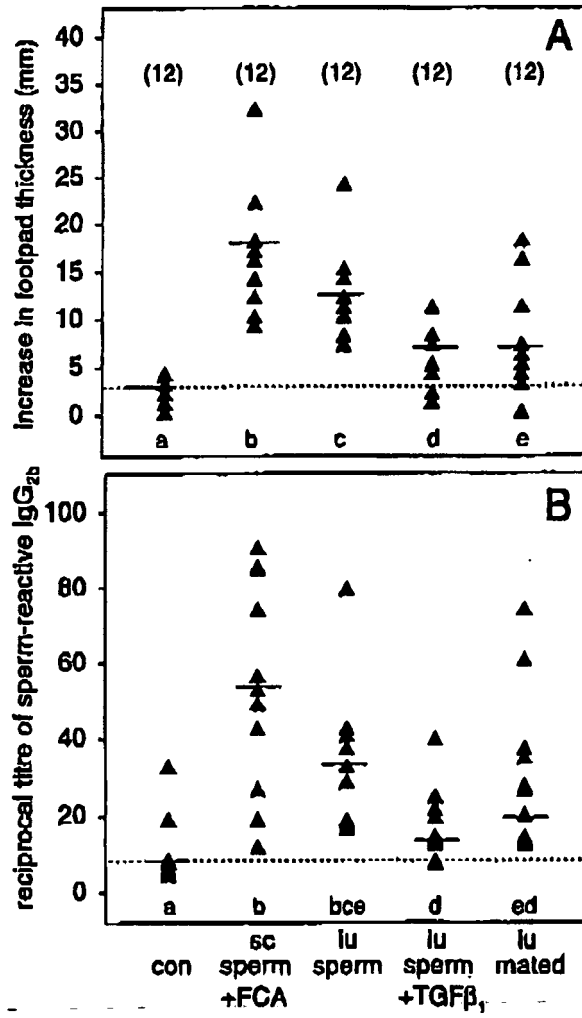 A
Increase in footpad thickness (mm)
40
35
30
25
20
15
10
5
0
(12) (12) (12) (12) (12)
a b c d e
B
reciprocal titre of sperm-reactive IgG2b
100
80
60
40
20
0
a b bce d ed
con
sc sperm +FCA
iu sperm
iu sperm +TGFβ1
iu mated